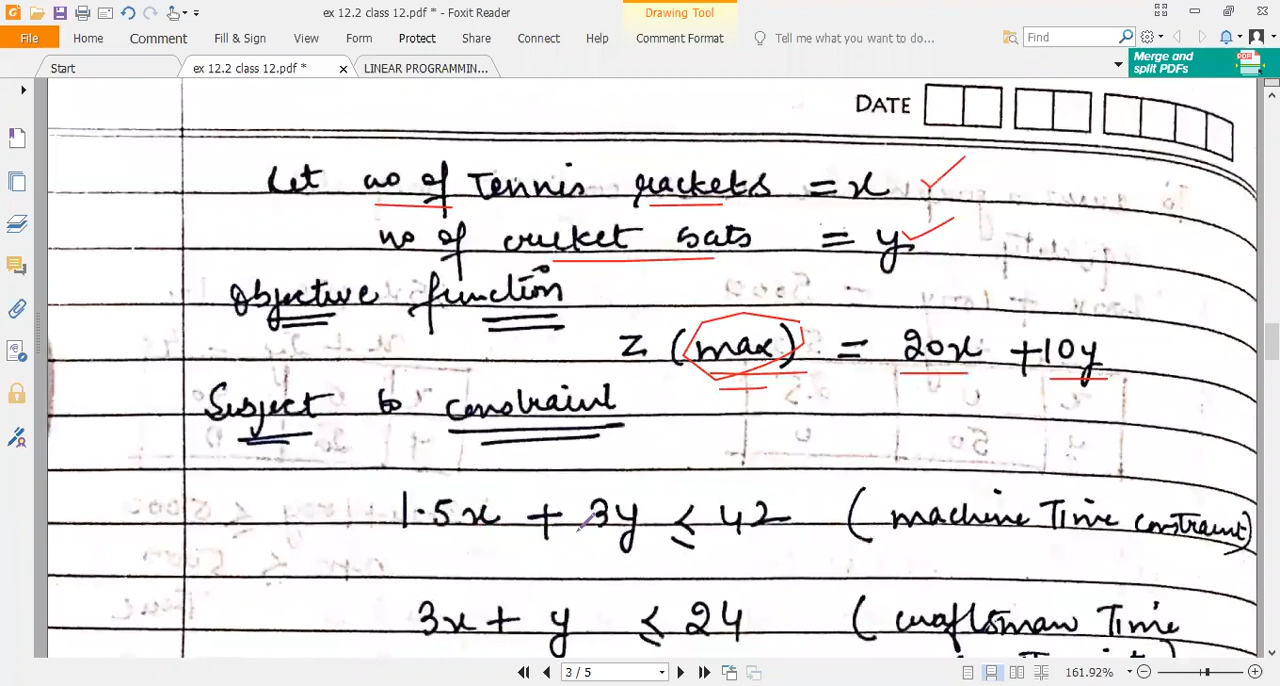 ex 12.2 class 12.pdf * - Foxit Reader
Drawing Tool
File Home Comment Fill & Sign View Form Protect Share Connect Help Comment Format Tell me what you want to do... Find
Start ex 12.2 class 12.pdf * LINEAR PROGRAMMIN... Merge and split PDFs
DATE
Let no of Tennis rackets = x
no of cricket bats = y
Objective function
Z (max) = 20x + 10y
Subject to constraint
1.5x + 3y ≤ 42 (machine Time constraint)
3x + y ≤ 24 (craftsman Time
3 / 5 161.92%